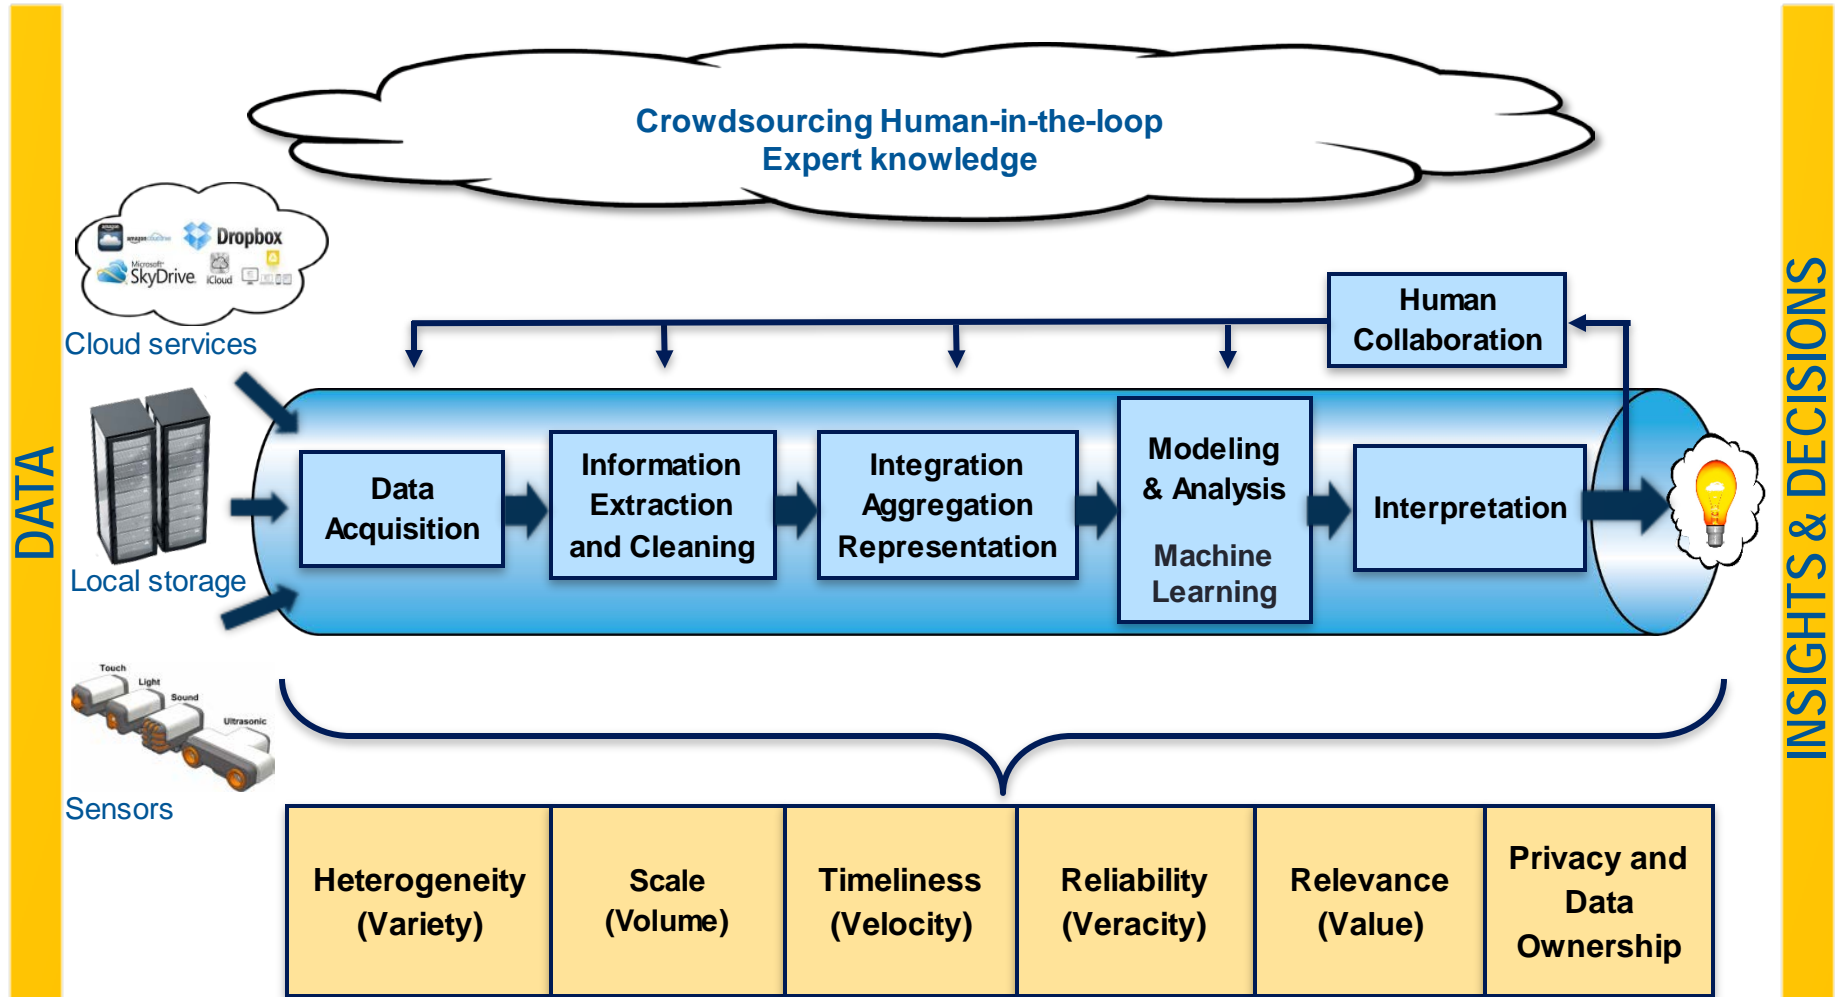 DATA
Crowdsourcing Human-in-the-loop
Expert knowledge
amazon
Dropbox
Microsoft
SkyDrive
iCloud
Cloud services
Local storage
Touch
Light
Sound
Ultrasonic
Sensors
Human
Collaboration
Data
Acquisition
Information
Extraction
and Cleaning
Integration
Aggregation
Representation
Modeling
& Analysis
Machine
Learning
Interpretation
Heterogeneity
(Variety)
Scale
(Volume)
Timeliness
(Velocity)
Reliability
(Veracity)
Relevance
(Value)
Privacy and
Data
Ownership
INSIGHTS & DECISIONS